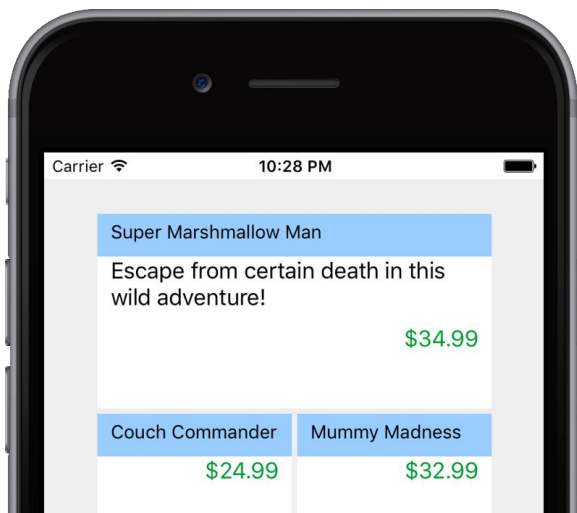 Carrier 10:28 PM
Super Marshmallow Man
Escape from certain death in this
wild adventure!
$34.99
Couch Commander Mummy Madness
$24.99 $32.99